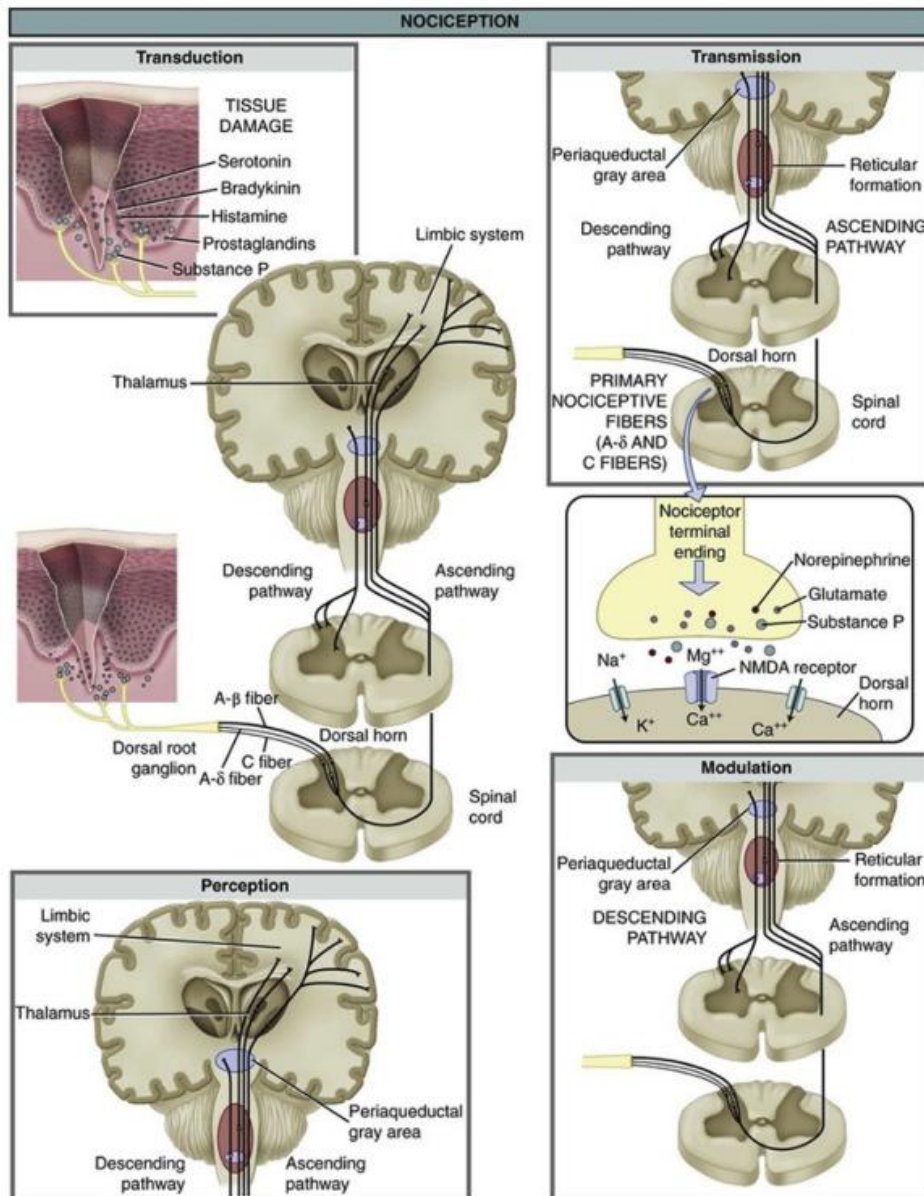 NOCICEPTION
Transduction
TISSUE
DAMAGE
Serotonin
Bradykinin
Histamine
Prostaglandins
Substance P
Limbic system
Thalamus
Descending
pathway
Ascending
pathway
A-β fiber
Dorsal horn
Dorsal root
ganglion
C fiber
A-δ fiber
Spinal
cord
Transmission
Periaqueductal
gray area
Reticular
formation
Descending
pathway
ASCENDING
PATHWAY
Dorsal horn
PRIMARY
NOCICEPTIVE
FIBERS
(A-δ AND
C FIBERS)
Spinal
cord
Nociceptor
terminal
ending
Norepinephrine
Glutamate
Substance P
Na+
Mg++
NMDA receptor
Dorsal
horn
K+
Ca++
Ca++
Perception
Limbic
system
Thalamus
Periaqueductal
gray area
Descending
pathway
Ascending
pathway
Modulation
Periaqueductal
gray area
Reticular
formation
DESCENDING
PATHWAY
Ascending
pathway